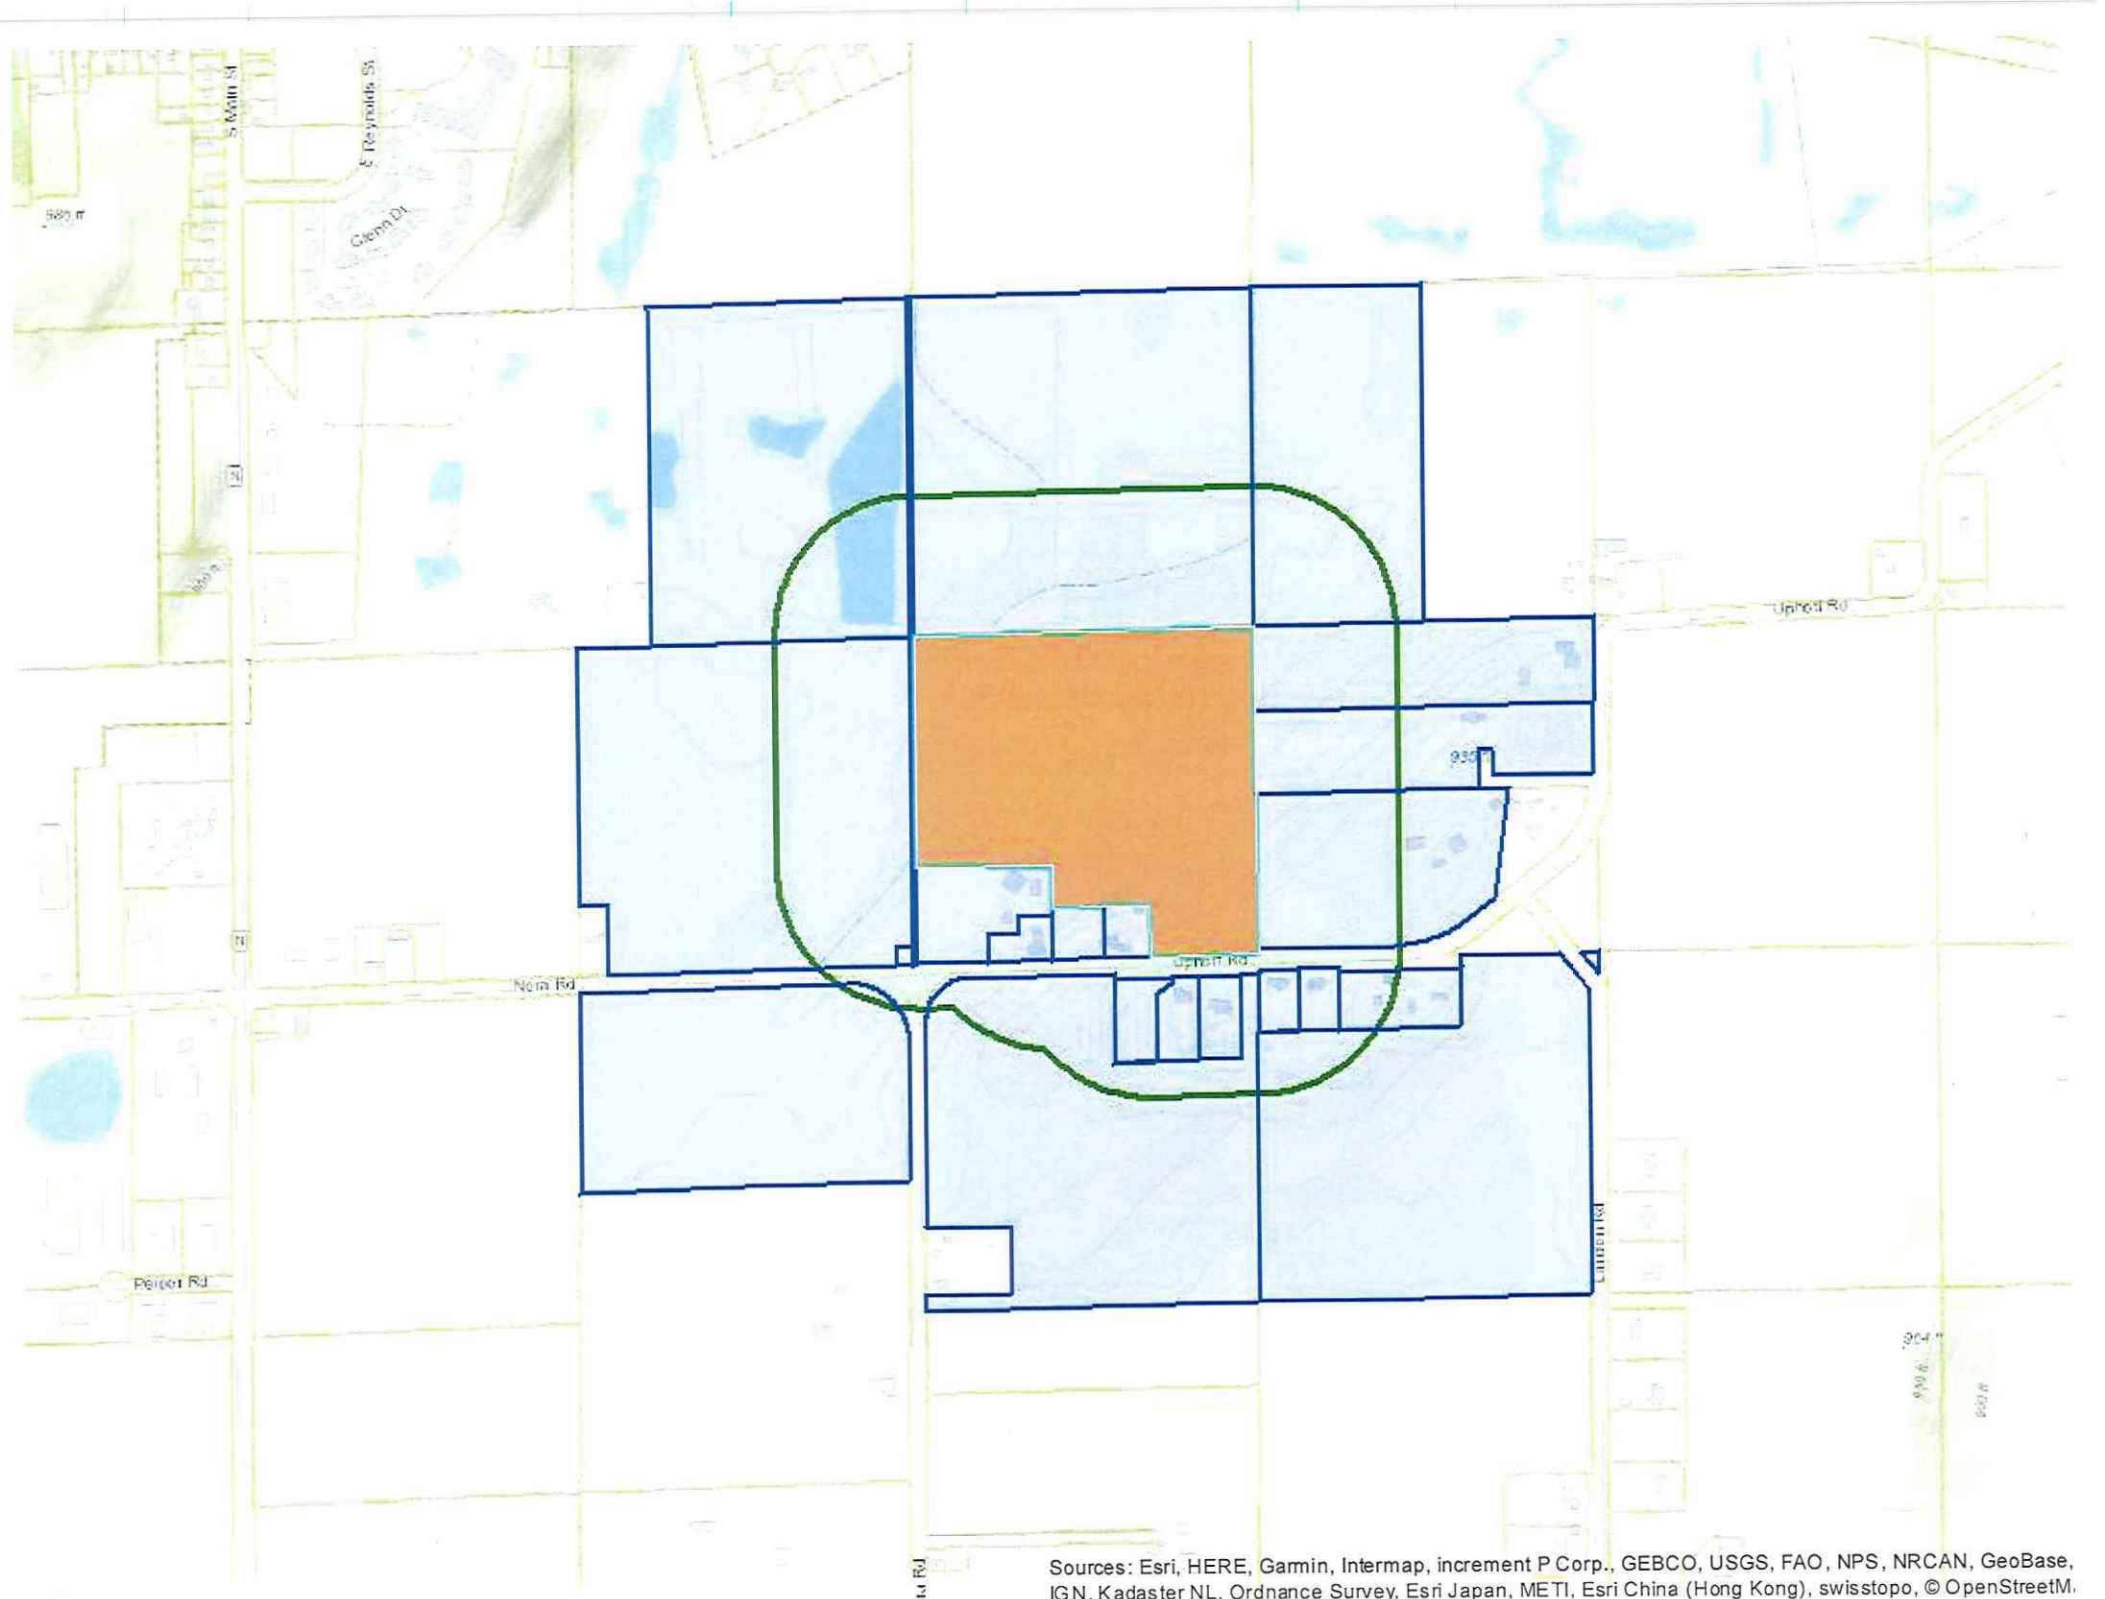 S Main St
E Reynolds St
Glenn Dr
Uphoff Rd
930 ft
N
Uphoff Rd
Nora Rd
Rd
Sources: Esri, HERE, Garmin, Intermap, increment P Corp., GEBCO, USGS, FAO, NPS, NRCAN, GeoBase,
IGN, Kadaster NL, Ordnance Survey, Esri Japan, METI, Esri China (Hong Kong), swisstopo, © OpenStreetM